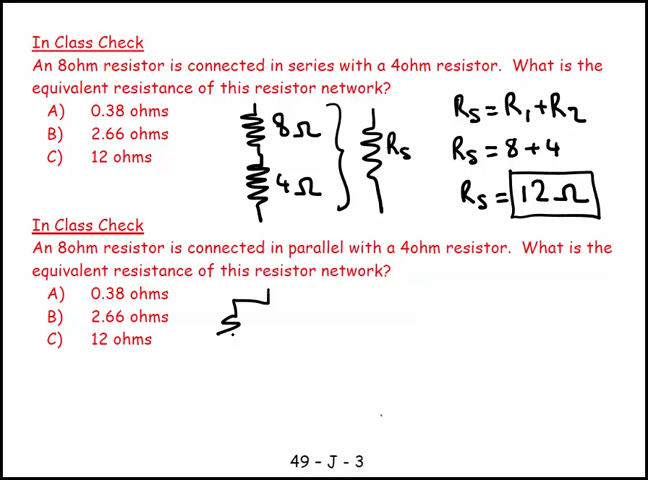 In Class Check
An 8ohm resistor is connected in series with a 4ohm resistor. What is the
equivalent resistance of this resistor network?
A) 0.38 ohms
B) 2.66 ohms
C) 12 ohms
8Ω
4Ω
Rs
Rs = R1 + R2
Rs = 8 + 4
Rs = 12Ω
In Class Check
An 8ohm resistor is connected in parallel with a 4ohm resistor. What is the
equivalent resistance of this resistor network?
A) 0.38 ohms
B) 2.66 ohms
C) 12 ohms
49 - J - 3